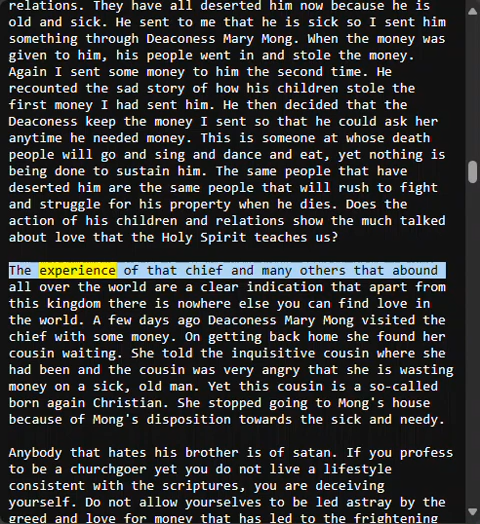 relations. They have all deserted him now because he is
old and sick. He sent to me that he is sick so I sent him
something through Deaconess Mary Mong. When the money was
given to him, his people went in and stole the money.
Again I sent some money to him the second time. He
recounted the sad story of how his children stole the
first money I had sent him. He then decided that the
Deaconess keep the money I sent so that he could ask her
anytime he needed money. This is someone at whose death
people will go and sing and dance and eat, yet nothing is
being done to sustain him. The same people that have
deserted him are the same people that will rush to fight
and struggle for his property when he dies. Does the
action of his children and relations show the much talked
about love that the Holy Spirit teaches us?
The experience of that chief and many others that abound
all over the world are a clear indication that apart from
this kingdom there is nowhere else you can find love in
the world. A few days ago Deaconess Mary Mong visited the
chief with some money. On getting back home she found her
cousin waiting. She told the inquisitive cousin where she
had been and the cousin was very angry that she is wasting
money on a sick, old man. Yet this cousin is a so-called
born again Christian. She stopped going to Mong's house
because of Mong's disposition towards the sick and needy.
Anybody that hates his brother is of satan. If you profess
to be a churchgoer yet you do not live a lifestyle
consistent with the scriptures, you are deceiving
yourself. Do not allow yourselves to be led astray by the
greed and love for money that has led to the frightening